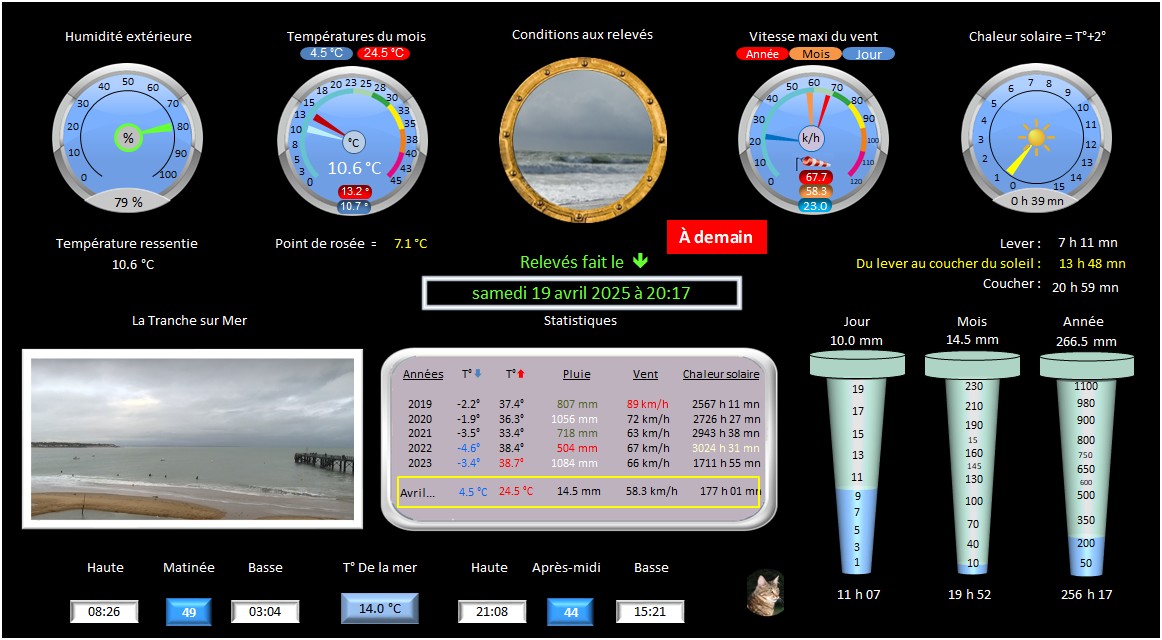 Humidité extérieure
0 10 20 30 40 50 60 70 80 90 100
%
79 %
Températures du mois
4.5 °C 24.5 °C
0 3 5 8 10 13 15 18 20 23 25 28 30 33 35 38 40 43 45
°C
10.6 °C
13.2 °
10.7 °
Conditions aux relevés
Vitesse maxi du vent
Année Mois Jour
0 10 20 30 40 50 60 70 80 90 100 110 120
k/h
67.7
58.3
23.0
Chaleur solaire = T°+2°
0 1 2 3 4 5 6 7 8 9 10 11 12 13 14 15
0 h 39 mn
Température ressentie
10.6 °C
Point de rosée = 7.1 °C
À demain
Relevés fait le
samedi 19 avril 2025 à 20:17
Lever : 7 h 11 mn
Du lever au coucher du soleil : 13 h 48 mn
Coucher : 20 h 59 mn
La Tranche sur Mer
Statistiques
Années T° T° Pluie Vent Chaleur solaire
2019 -2.2° 37.4° 807 mm 89 km/h 2567 h 11 mn
2020 -1.9° 36.3° 1056 mm 72 km/h 2726 h 27 mn
2021 -3.5° 33.4° 718 mm 63 km/h 2943 h 38 mn
2022 -4.6° 38.4° 504 mm 67 km/h 3024 h 31 mn
2023 -3.4° 38.7° 1084 mm 66 km/h 1711 h 55 mn
Avril... 4.5 °C 24.5 °C 14.5 mm 58.3 km/h 177 h 01 mn
Jour
10.0 mm
19
17
15
13
11
9
7
5
3
1
11 h 07
Mois
14.5 mm
230
210
190
15
160
145
130
100
70
40
10
19 h 52
Année
266.5 mm
1100
980
900
800
750
650
600
500
350
200
50
256 h 17
Haute Matinée Basse T° De la mer Haute Après-midi Basse
08:26 49 03:04 14.0 °C 21:08 44 15:21